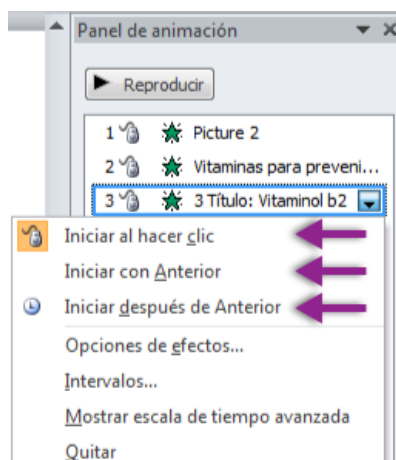 Panel de animación
Reproducir
1 Picture 2
2 Vitaminas para preveni...
3 3 Título: Vitaminol b2
Iniciar al hacer clic
Iniciar con Anterior
Iniciar después de Anterior
Opciones de efectos...
Intervalos...
Mostrar escala de tiempo avanzada
Quitar